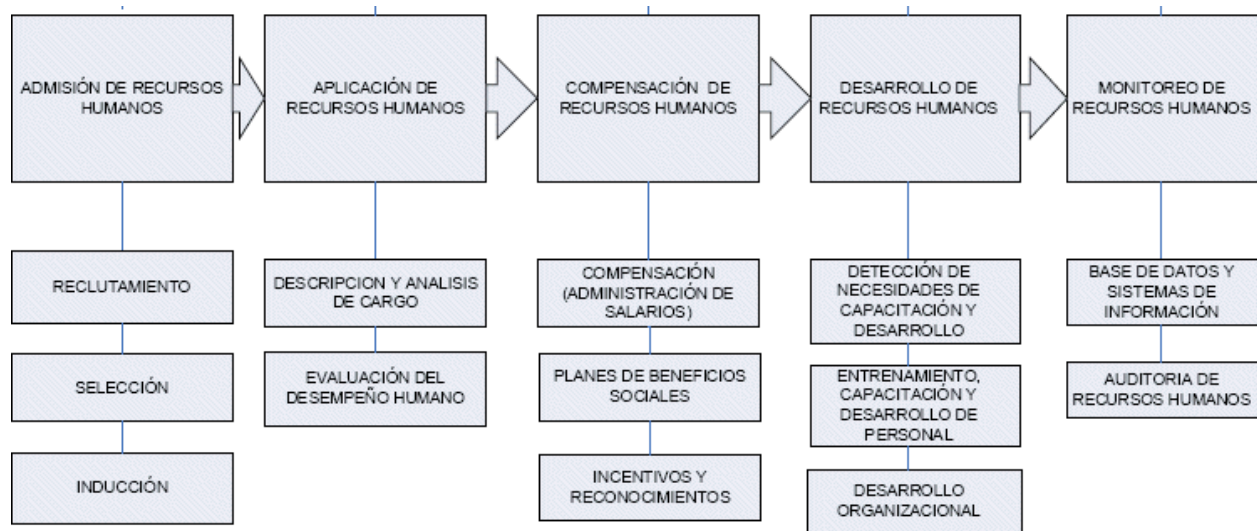 ADMISIÓN DE RECURSOS
HUMANOS
APLICACIÓN DE
RECURSOS HUMANOS
COMPENSACIÓN DE
RECURSOS HUMANOS
DESARROLLO DE
RECURSOS HUMANOS
MONITOREO DE
RECURSOS HUMANOS
RECLUTAMIENTO
SELECCIÓN
INDUCCIÓN
DESCRIPCION Y ANALISIS
DE CARGO
EVALUACIÓN DEL
DESEMPEÑO HUMANO
COMPENSACIÓN
(ADMINISTRACIÓN DE
SALARIOS)
PLANES DE BENEFICIOS
SOCIALES
INCENTIVOS Y
RECONOCIMIENTOS
DETECCIÓN DE
NECESIDADES DE
CAPACITACIÓN Y
DESARROLLO
ENTRENAMIENTO,
CAPACITACIÓN Y
DESARROLLO DE
PERSONAL
DESARROLLO
ORGANIZACIONAL
BASE DE DATOS Y
SISTEMAS DE
INFORMACIÓN
AUDITORIA DE
RECURSOS HUMANOS